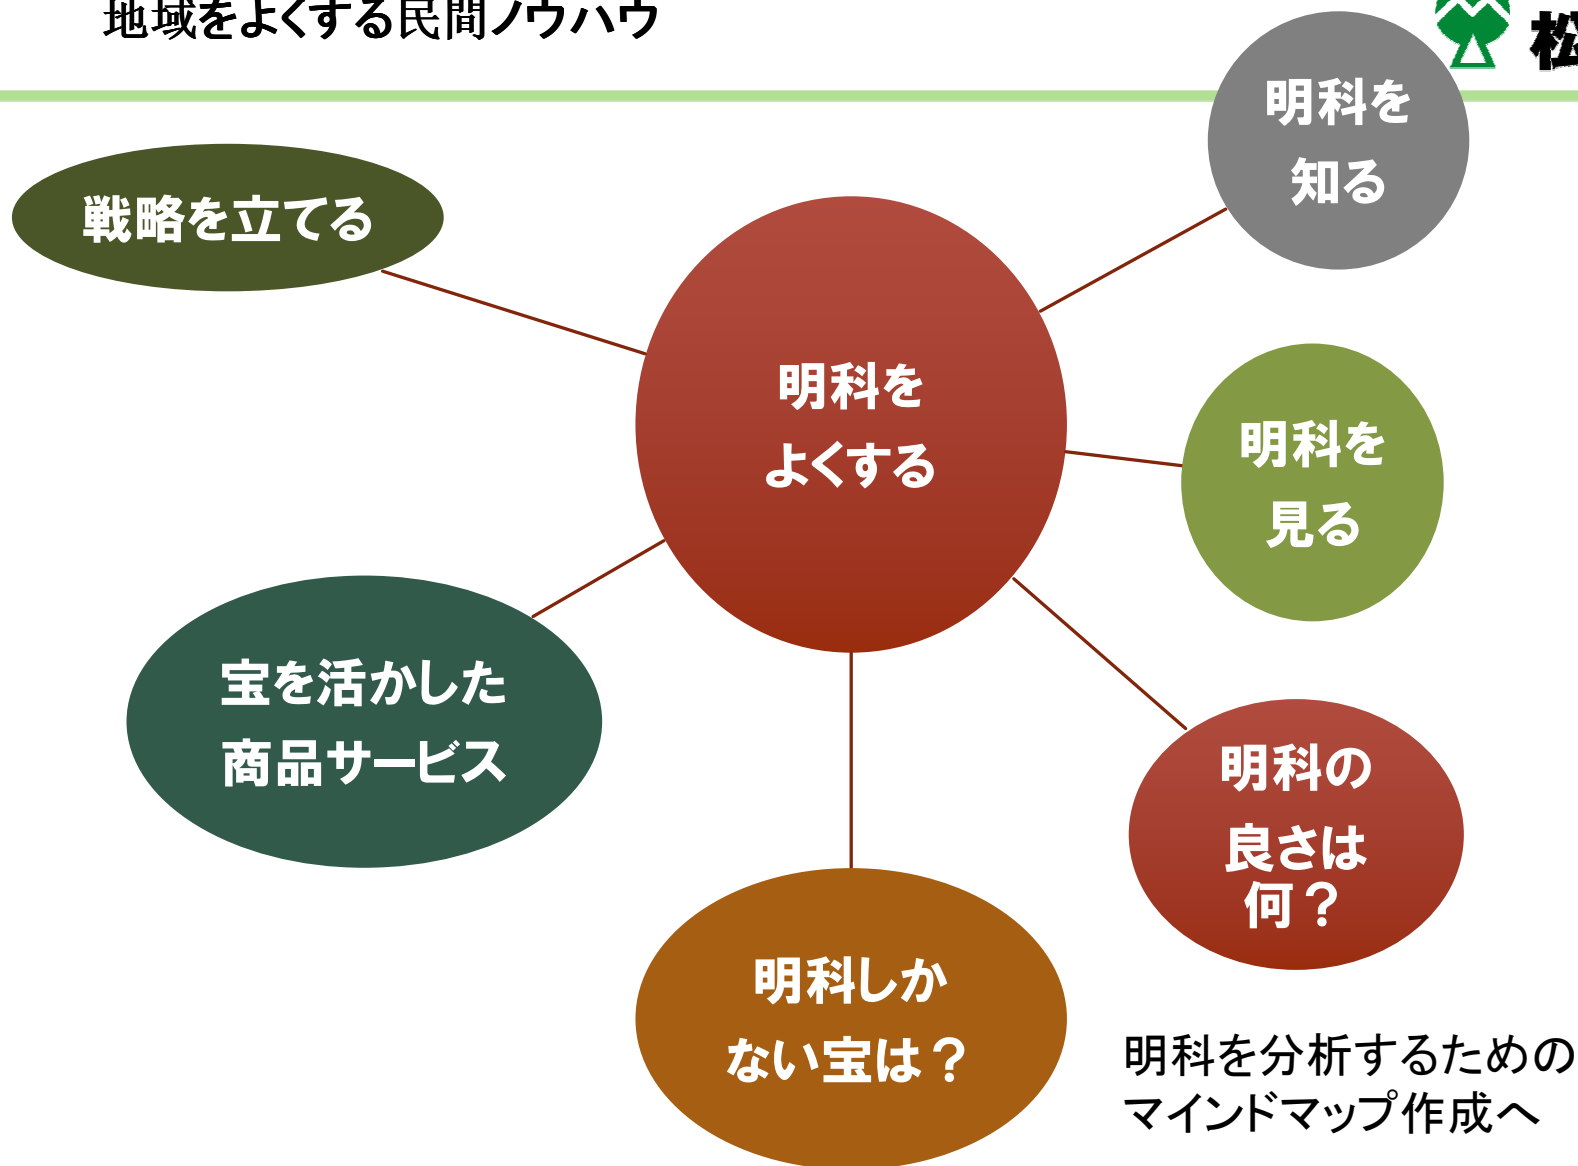 地域をよくする民間ノウハウ
松
明科を
知る
戦略を立てる
明科を
よくする
明科を
見る
宝を活かした
商品サービス
明科の
良さは
何？
明科しか
ない宝は？
明科を分析するための
マインドマップ作成へ